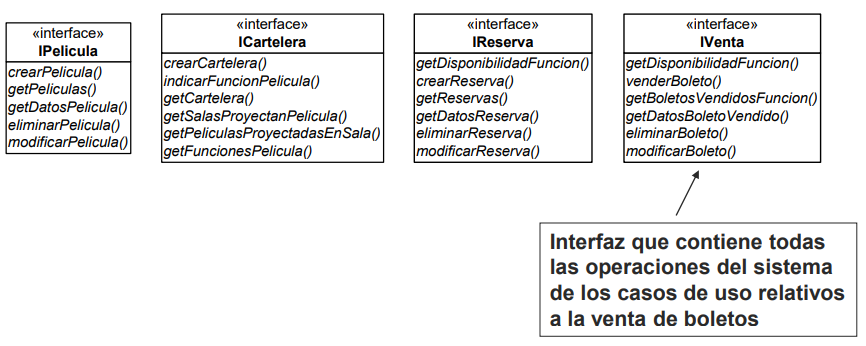 «interface»
IPelicula
crearPelicula()
getPeliculas()
getDatosPelicula()
eliminarPelicula()
modificarPelicula()
«interface»
ICartelera
crearCartelera()
indicarFuncionPelicula()
getCartelera()
getSalasProyectanPelicula()
getPeliculasProyectadasEnSala()
getFuncionesPelicula()
«interface»
IReserva
getDisponibilidadFuncion()
crearReserva()
getReservas()
getDatosReserva()
eliminarReserva()
modificarReserva()
«interface»
IVenta
getDisponibilidadFuncion()
venderBoleto()
getBoletosVendidosFuncion()
getDatosBoletoVendido()
eliminarBoleto()
modificarBoleto()
Interfaz que contiene todas
las operaciones del sistema
de los casos de uso relativos
a la venta de boletos